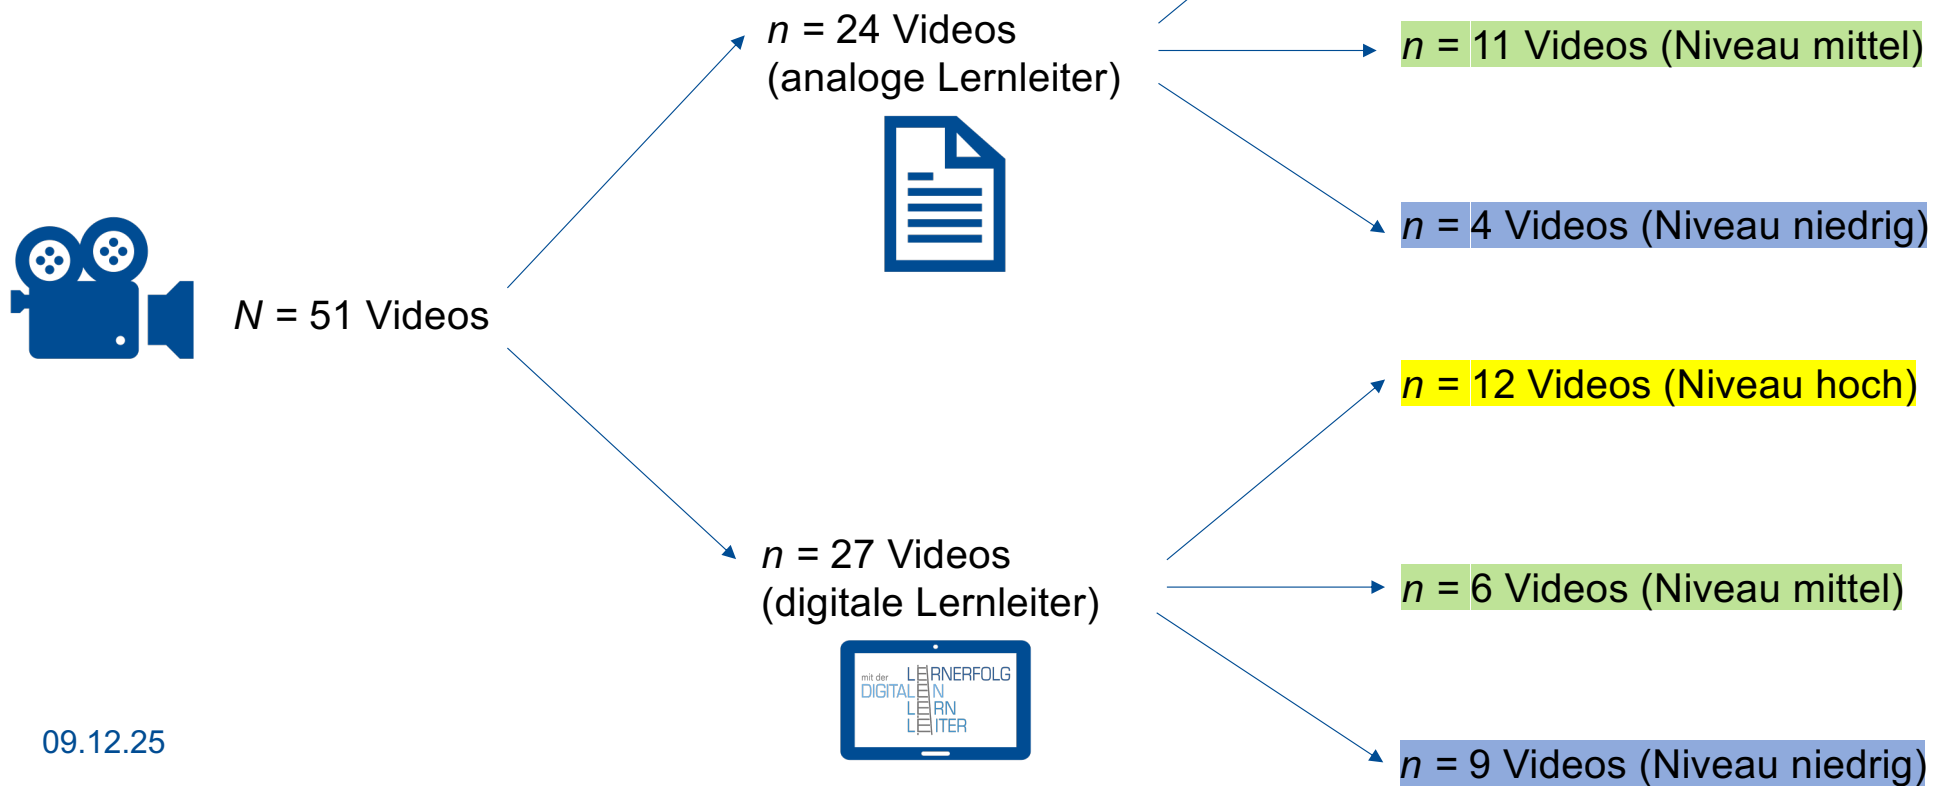 n = 24 Videos
(analoge Lernleiter)
n = 11 Videos (Niveau mittel)
n = 4 Videos (Niveau niedrig)
N = 51 Videos
n = 12 Videos (Niveau hoch)
n = 27 Videos
(digitale Lernleiter)
n = 6 Videos (Niveau mittel)
mit der LERNERFOLG
DIGITALEN
LERN
LEITER
n = 9 Videos (Niveau niedrig)
09.12.25